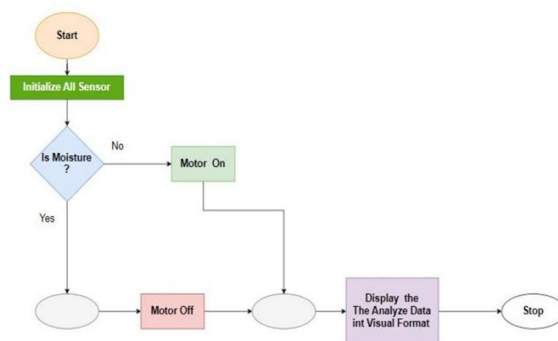 Start
Initialize All Sensor
Is Moisture
?
No
Motor On
Yes
Motor Off
Display the
The Analyze Data
int Visual Format
Stop